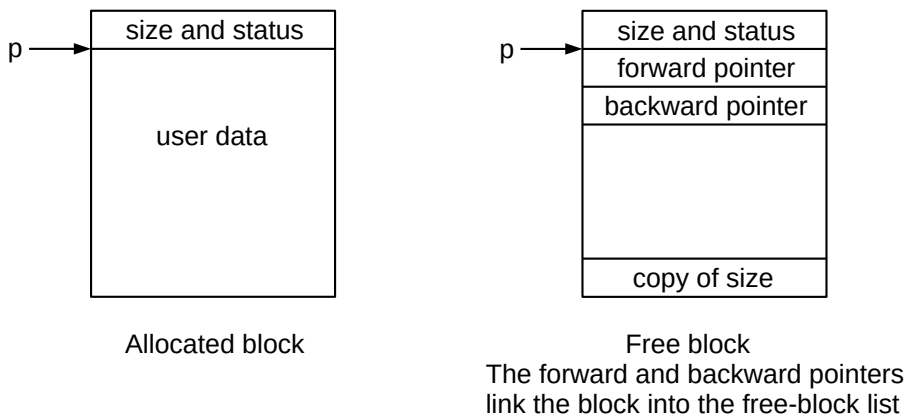 size and status
p
user data
Allocated block
size and status
p
forward pointer
backward pointer
copy of size
Free block
The forward and backward pointers
link the block into the free-block list